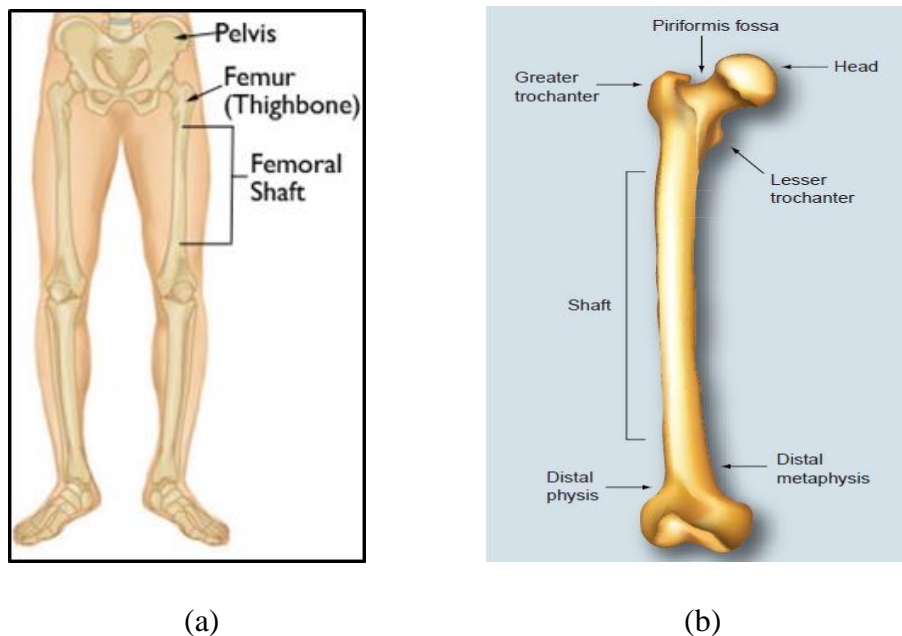 Pelvis
Femur
(Thighbone)
Femoral
Shaft
(a)
Piriformis fossa
Head
Greater
trochanter
Lesser
trochanter
Shaft
Distal
physis
Distal
metaphysis
(b)